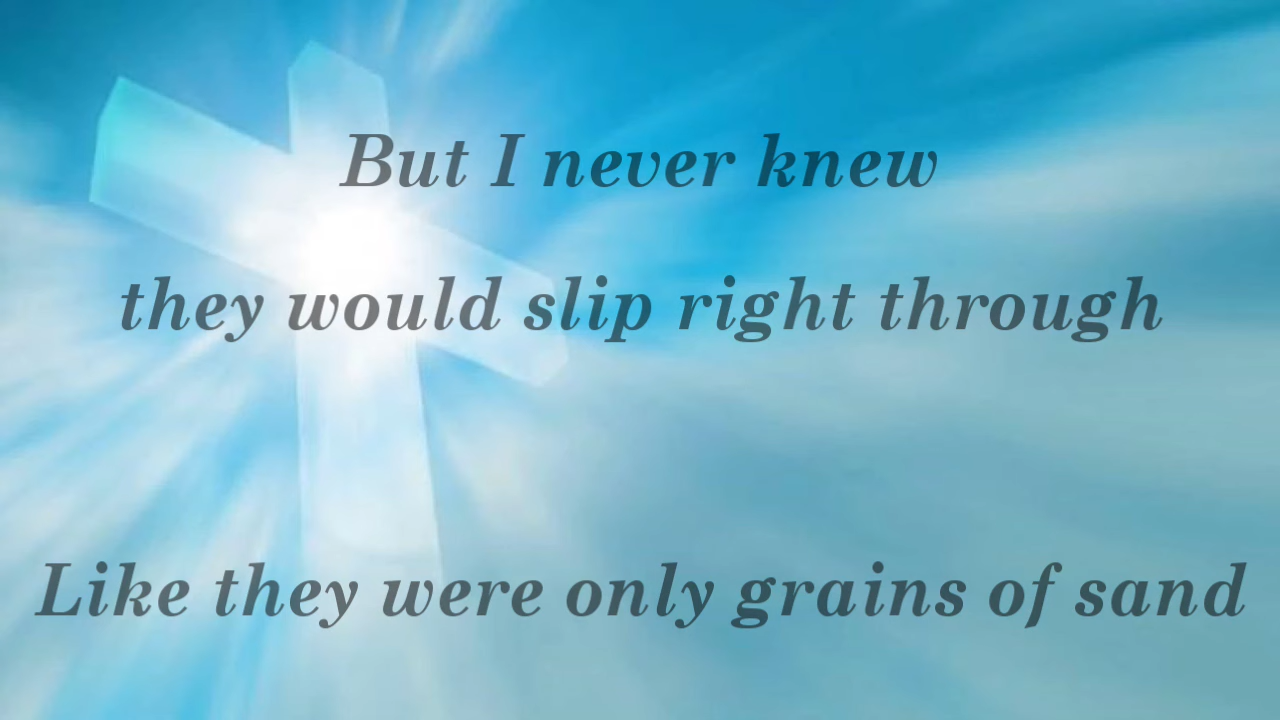 But I never knew
they would slip right through
Like they were only grains of sand